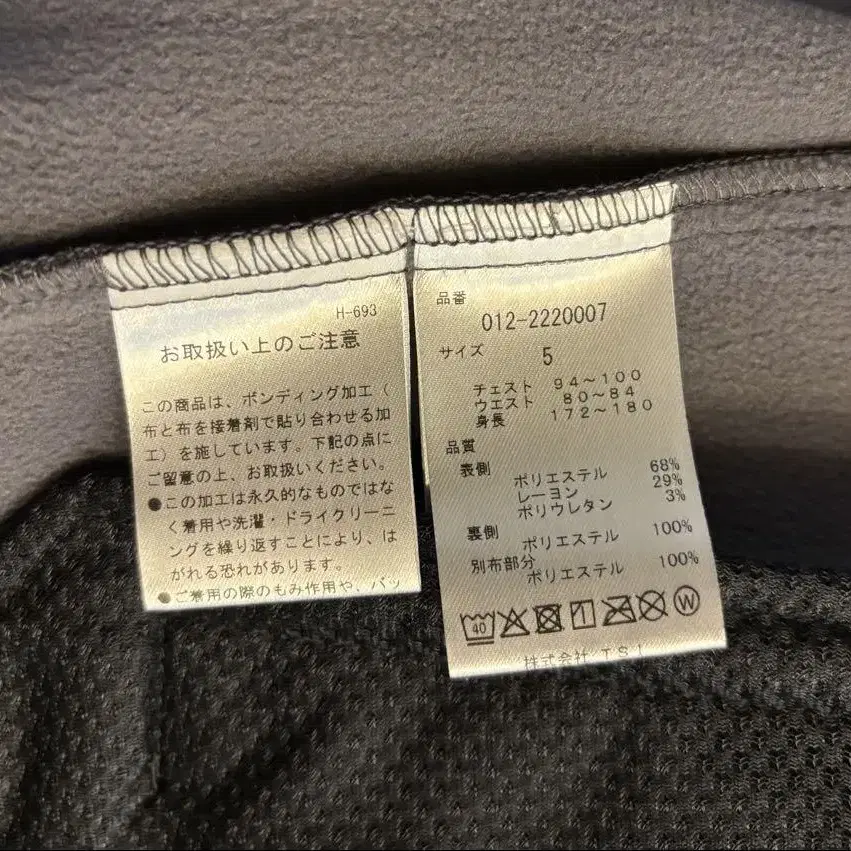 H-693
お取扱い上のご注意
この商品は、ボンディング加工(
布と布を接着剤で貼り合わせる加
工)を施しています。下記の点にご
留意の上、お取扱いください。
●この加工は永久的なものではな
く着用や洗濯・ドライクリーニ
ングを繰り返すことにより、は
がれる恐れがあります。
●ご着用の際のもみ作用や、バッ
品番
012-2220007
サイズ 5
チェスト 94～100
ウエスト 80～84
身長 172～180
品質
表側
ポリエステル 68%
レーヨン 29%
ポリウレタン 3%
裏側
ポリエステル 100%
別布部分
ポリエステル 100%
40
W
株式会社 TSI